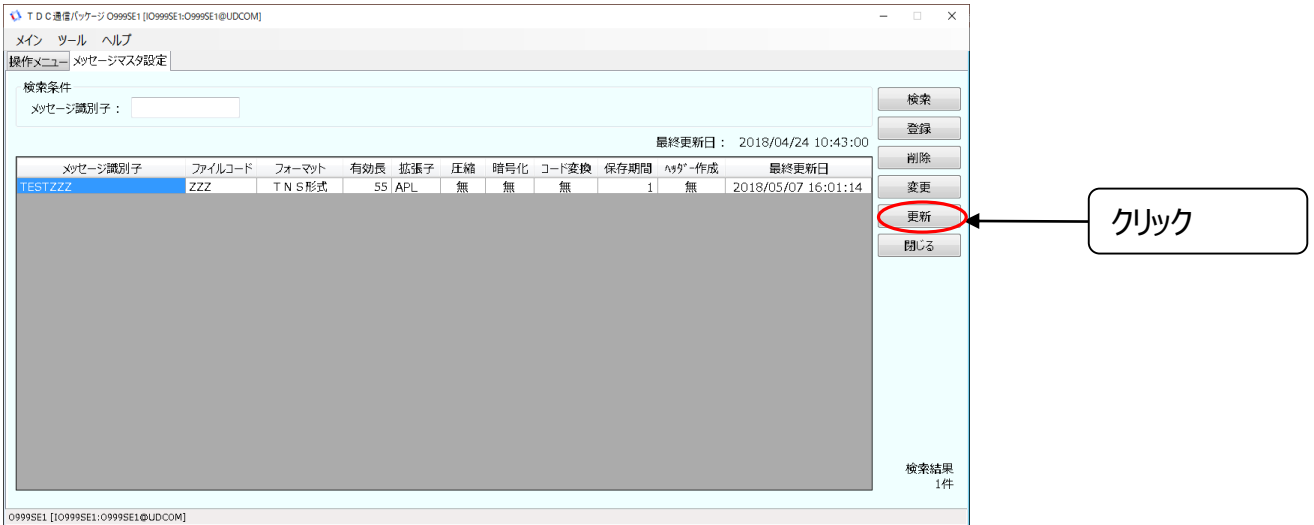 ＴＤＣ通信パッケージ O999SE1 [IO999SE1:O999SE1@UDCOM]
メイン ツール ヘルプ
操作メニュー メッセージマスタ設定
検索条件
メッセージ識別子：
検索
登録
最終更新日： 2018/04/24 10:43:00
削除
メッセージ識別子 ファイルコード フォーマット 有効長 拡張子 圧縮 暗号化 コード変換 保存期間 ﾍｯﾀﾞｰ作成 最終更新日
TESTZZZ ZZZ ＴＮＳ形式 55 APL 無 無 無 1 無 2018/05/07 16:01:14
変更
更新
クリック
閉じる
検索結果
1件
O999SE1 [IO999SE1:O999SE1@UDCOM]